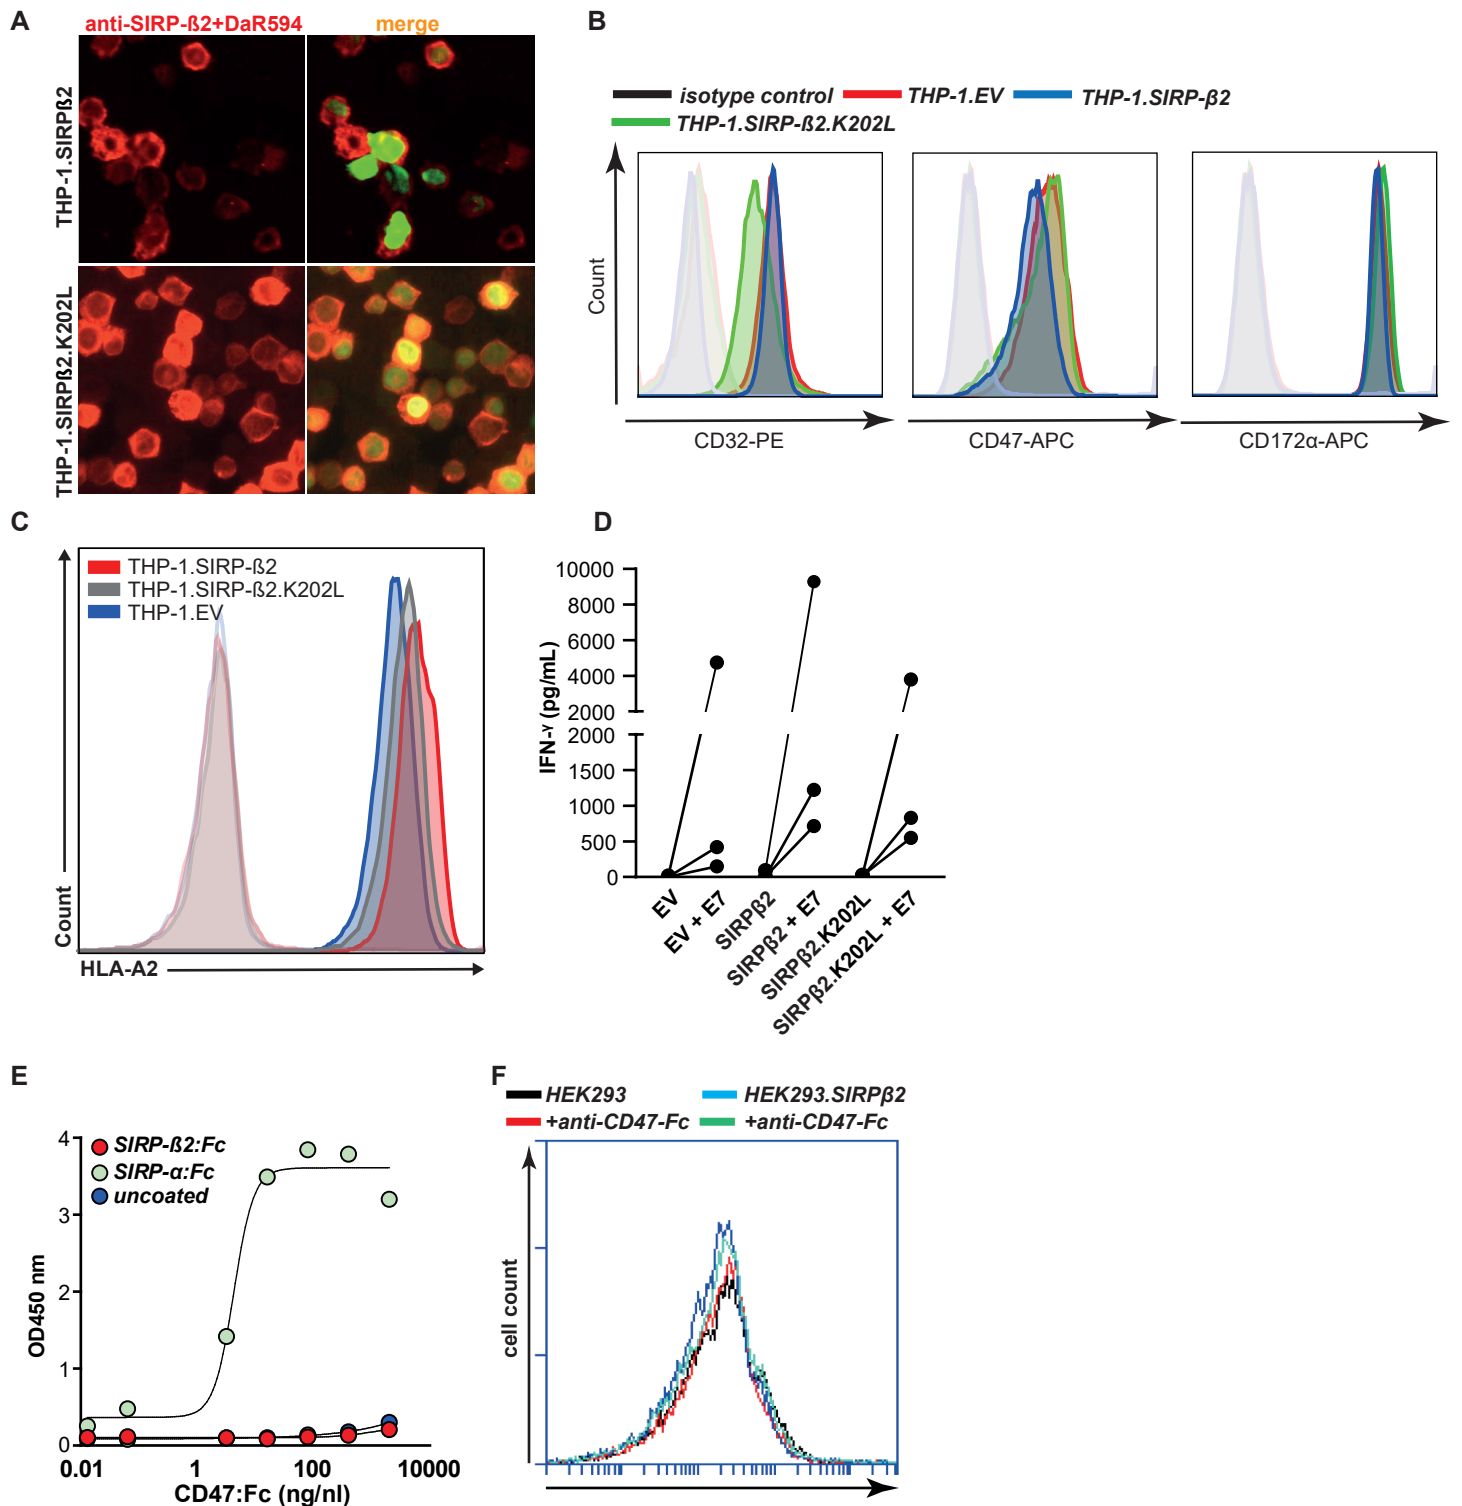 A
anti-SIRP-ß2+DaR594
merge
THP-1.SIRPß2
THP-1.SIRPß2.K202L
B
isotype control
THP-1.EV
THP-1.SIRP-β2
THP-1.SIRP-ß2.K202L
Count
CD32-PE
CD47-APC
CD172α-APC
C
THP-1.SIRP-ß2
THP-1.SIRP-ß2.K202L
THP-1.EV
Count
HLA-A2
D
IFN-γ (pg/mL)
10000
8000
6000
4000
2000
2000
1500
1000
500
0
EV
EV + E7
SIRPβ2
SIRPβ2 + E7
SIRPβ2.K202L
SIRPβ2.K202L + E7
E
SIRP-ß2:Fc
SIRP-α:Fc
uncoated
OD450 nm
4
3
2
1
0
0.01
1
100
10000
CD47:Fc (ng/nl)
F
HEK293
HEK293.SIRPβ2
+anti-CD47-Fc
+anti-CD47-Fc
cell count